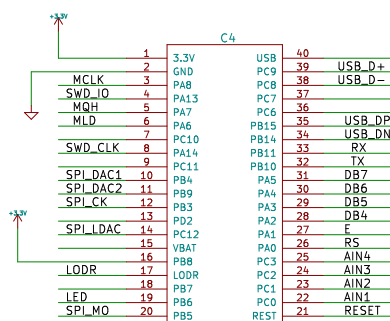 +3.3V
C4
1 3.3V USB 40
2 GND PC9 39 USB_D+
MCLK 3 PA8 PC8 38 USB_D-
SWD_IO 4 PA13 PC7 37
MQH 5 PA7 PC6 36
MLD 6 PA6 PB15 35 USB_DP
7 PC10 PB14 34 USB_DN
SWD_CLK 8 PA14 PB11 33 RX
9 PC11 PB10 32 TX
SPI_DAC1 10 PB4 PA5 31 DB7
SPI_DAC2 11 PB9 PA4 30 DB6
SPI_CK 12 PB3 PA3 29 DB5
+3.3V 13 PD2 PA2 28 DB4
SPI_LDAC 14 PC12 PA1 27 E
15 VBAT PA0 26 RS
16 PB8 PC3 25 AIN4
LODR 17 LODR PC2 24 AIN3
18 PB7 PC1 23 AIN2
LED 19 PB6 PC0 22 AIN1
SPI_MO 20 PB5 REST 21 RESET